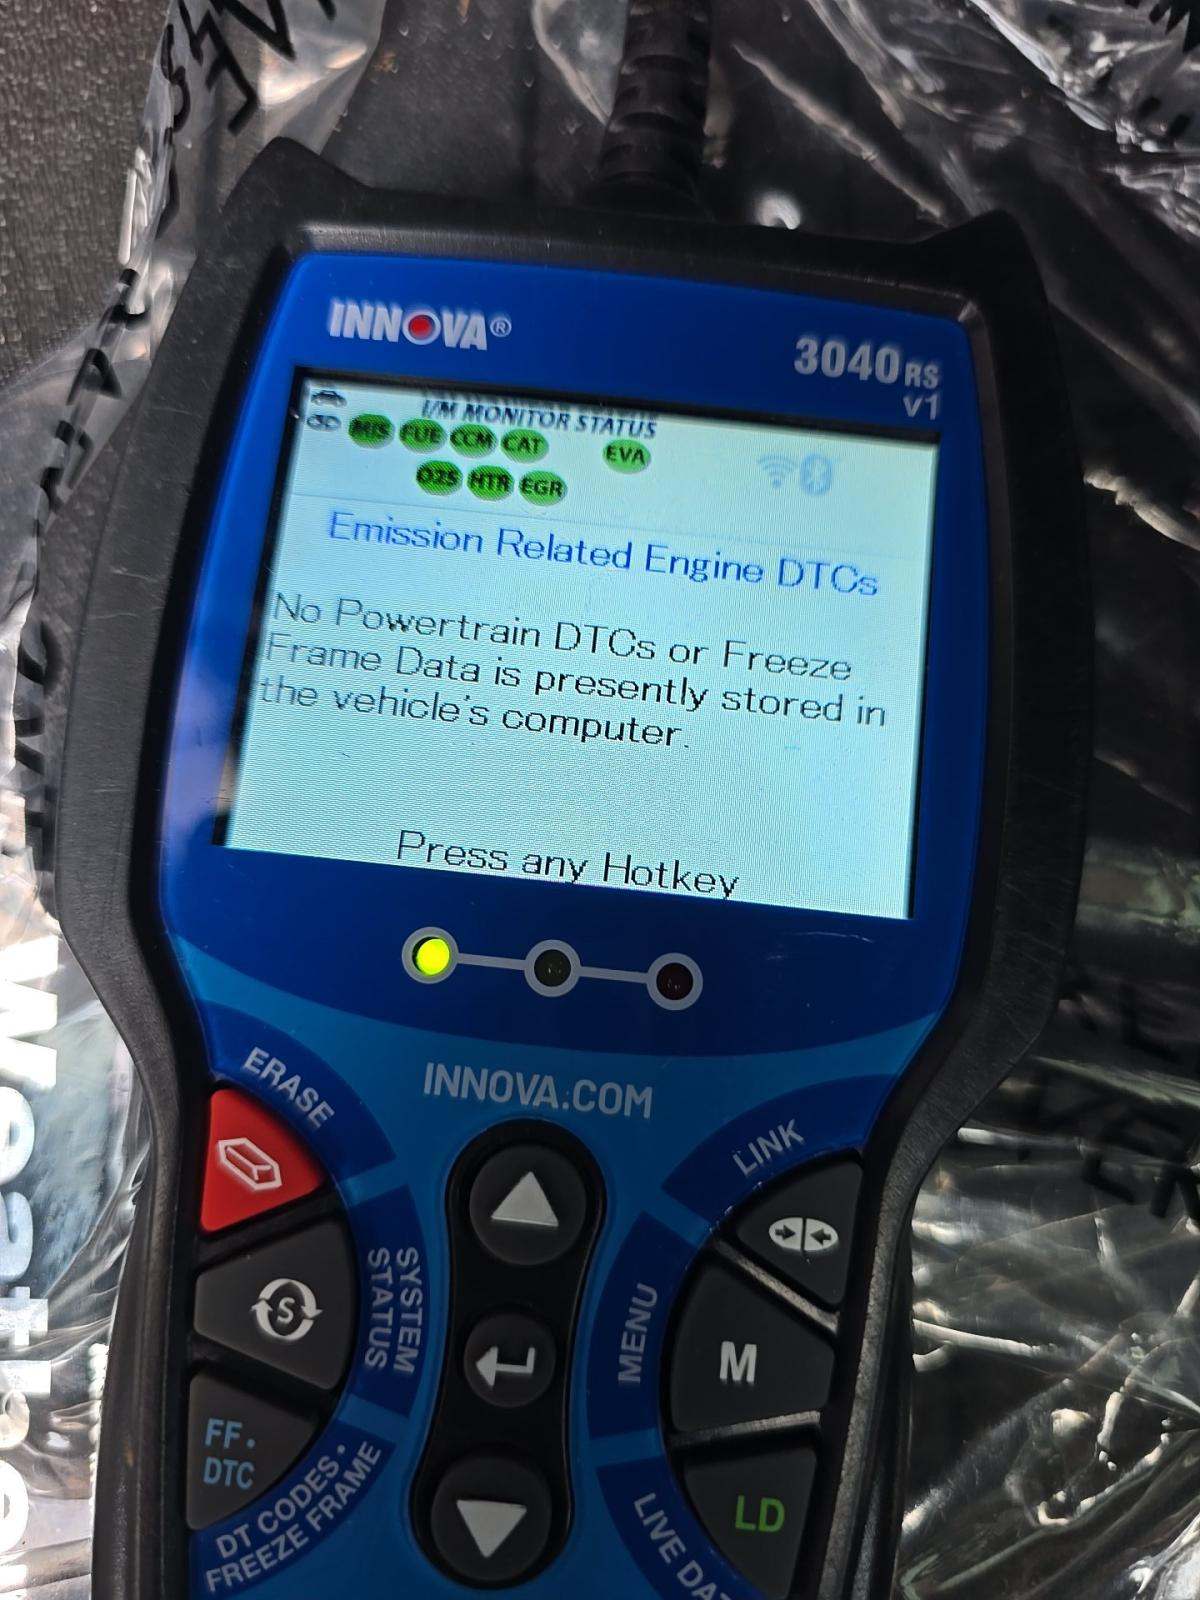 INNOVA®
3040RS
v1
I/M MONITOR STATUS
MIS FUE CCM CAT EVA
O2S HTR EGR
Emission Related Engine DTCs
No Powertrain DTCs or Freeze
Frame Data is presently stored in
the vehicle's computer.
Press any Hotkey
INNOVA.COM
ERASE
LINK
S
SYSTEM
STATUS
MENU
M
FF.
DTC
DT CODES •
FREEZE FRAME
LD